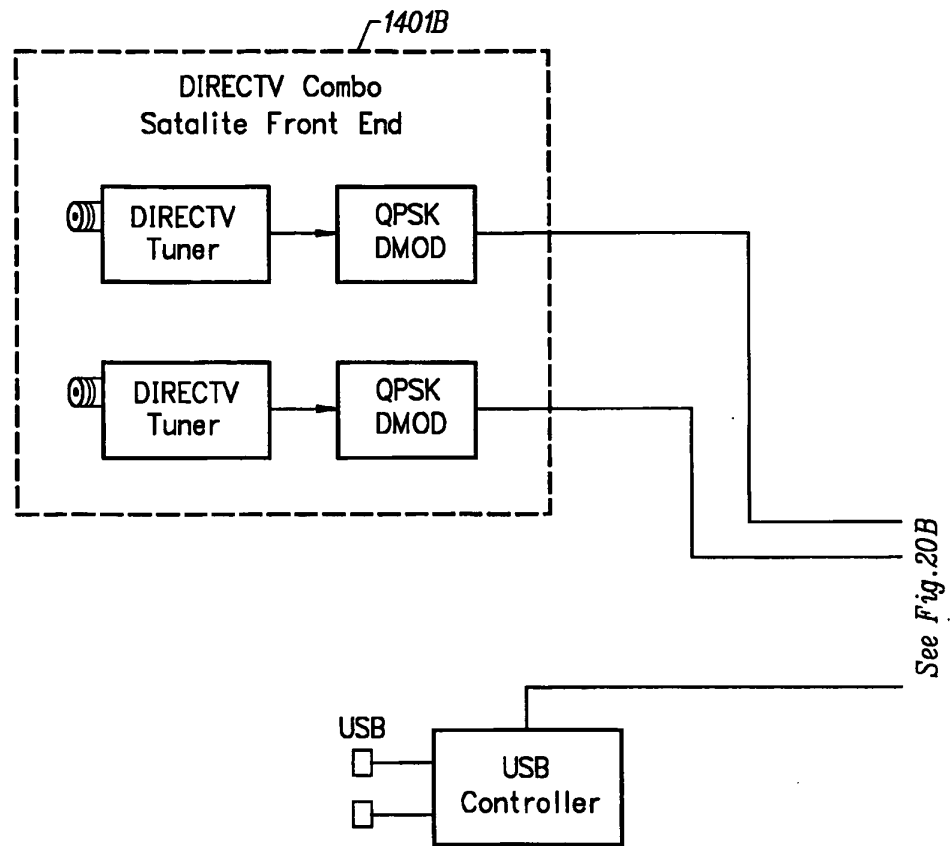 1401B
DIRECTV Combo
Satalite Front End
DIRECTV
Tuner
QPSK
DMOD
DIRECTV
Tuner
QPSK
DMOD
See Fig.20B
USB
USB
Controller